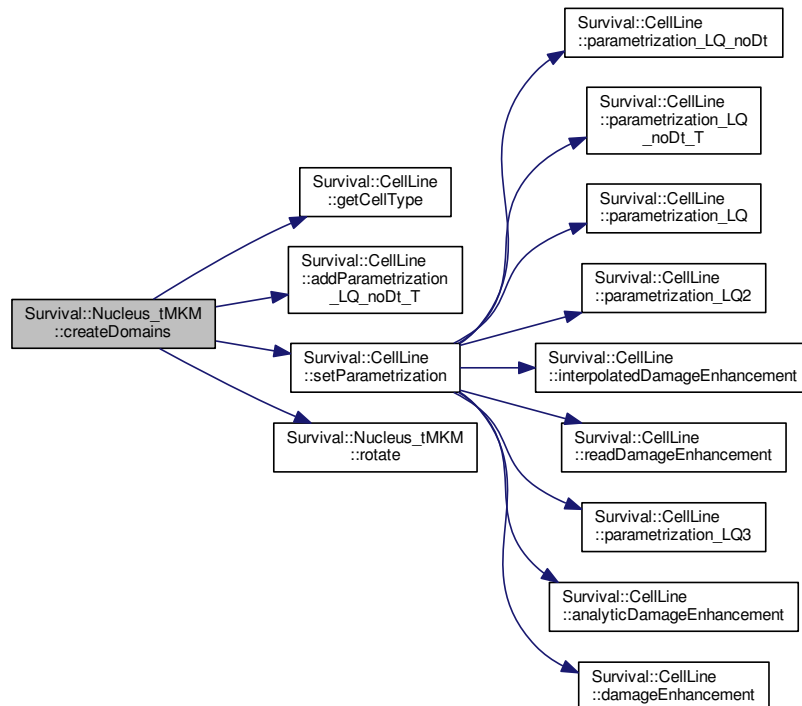 Survival::Nucleus_tMKM
::createDomains
Survival::CellLine
::getCellType
Survival::CellLine
::addParametrization
_LQ_noDt_T
Survival::CellLine
::setParametrization
Survival::Nucleus_tMKM
::rotate
Survival::CellLine
::parametrization_LQ_noDt
Survival::CellLine
::parametrization_LQ
_noDt_T
Survival::CellLine
::parametrization_LQ
Survival::CellLine
::parametrization_LQ2
Survival::CellLine
::interpolatedDamageEnhancement
Survival::CellLine
::readDamageEnhancement
Survival::CellLine
::parametrization_LQ3
Survival::CellLine
::analyticDamageEnhancement
Survival::CellLine
::damageEnhancement